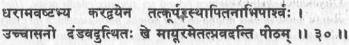 धरामवष्टभ्य करद्वयेन तत्कूर्परस्थापितनाभिपार्श्वः ।
उच्चासनो दंडवदुत्थितः खे मायूरमेतत्प्रवदन्ति पीठम् ॥ ३० ॥